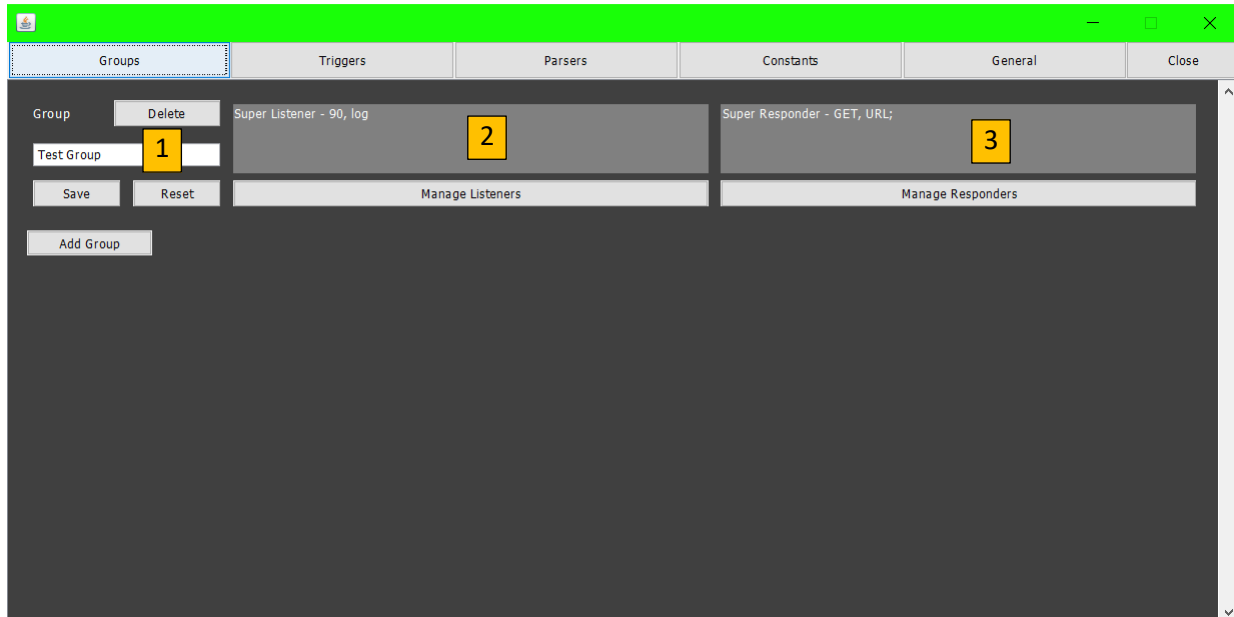 Groups Triggers Parsers Constants General Close
Group Delete Super Listener - 90, log Super Responder - GET, URL;
1 2 3
Test Group
Save Reset Manage Listeners Manage Responders
Add Group